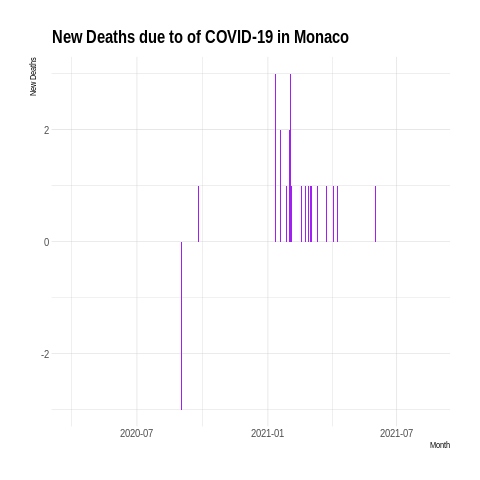 New Deaths due to of COVID-19 in Monaco
New Deaths
2
0
-2
2020-07
2021-01
2021-07
Month